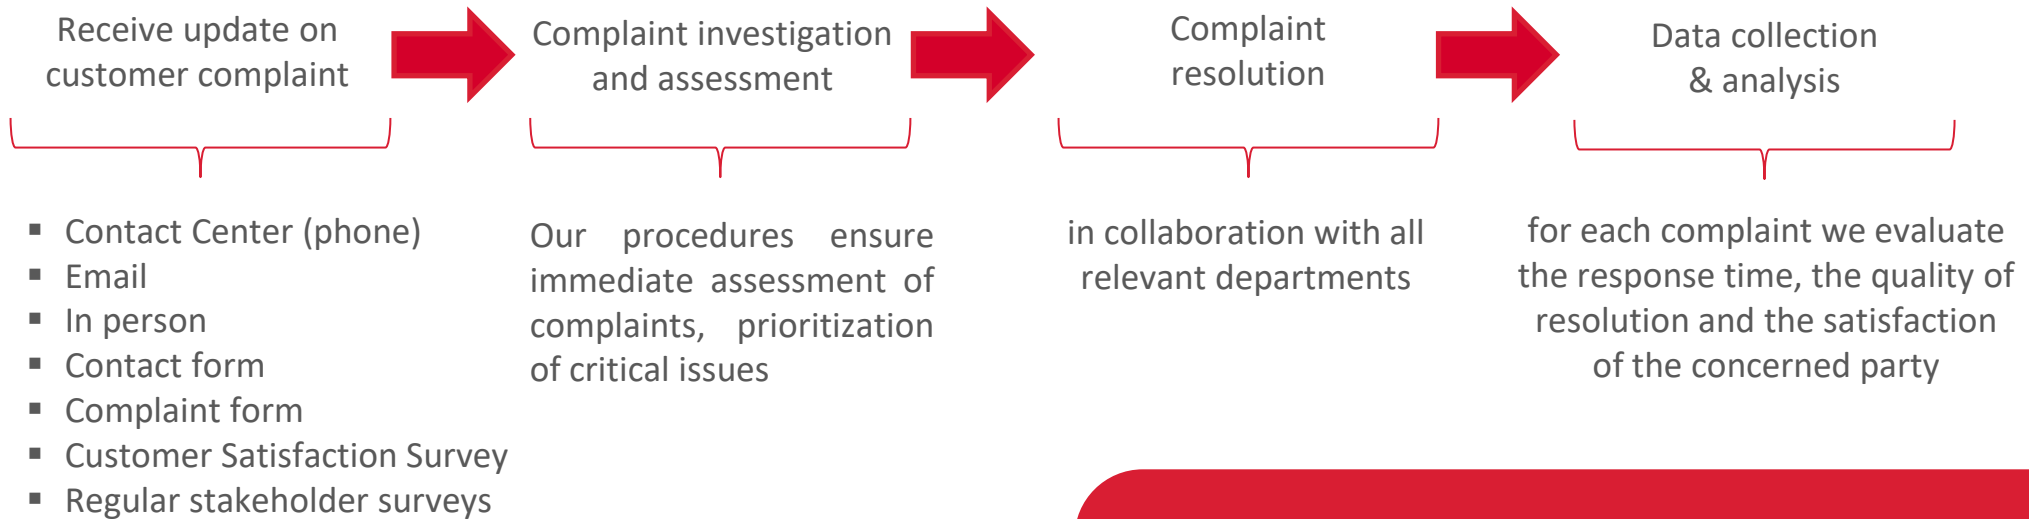 Receive update on
customer complaint
Complaint investigation
and assessment
Complaint
resolution
Data collection
& analysis
▪ Contact Center (phone)
▪ Email
▪ In person
▪ Contact form
▪ Complaint form
▪ Customer Satisfaction Survey
▪ Regular stakeholder surveys
Our procedures ensure
immediate assessment of
complaints, prioritization
of critical issues
in collaboration with all
relevant departments
for each complaint we evaluate
the response time, the quality of
resolution and the satisfaction
of the concerned party